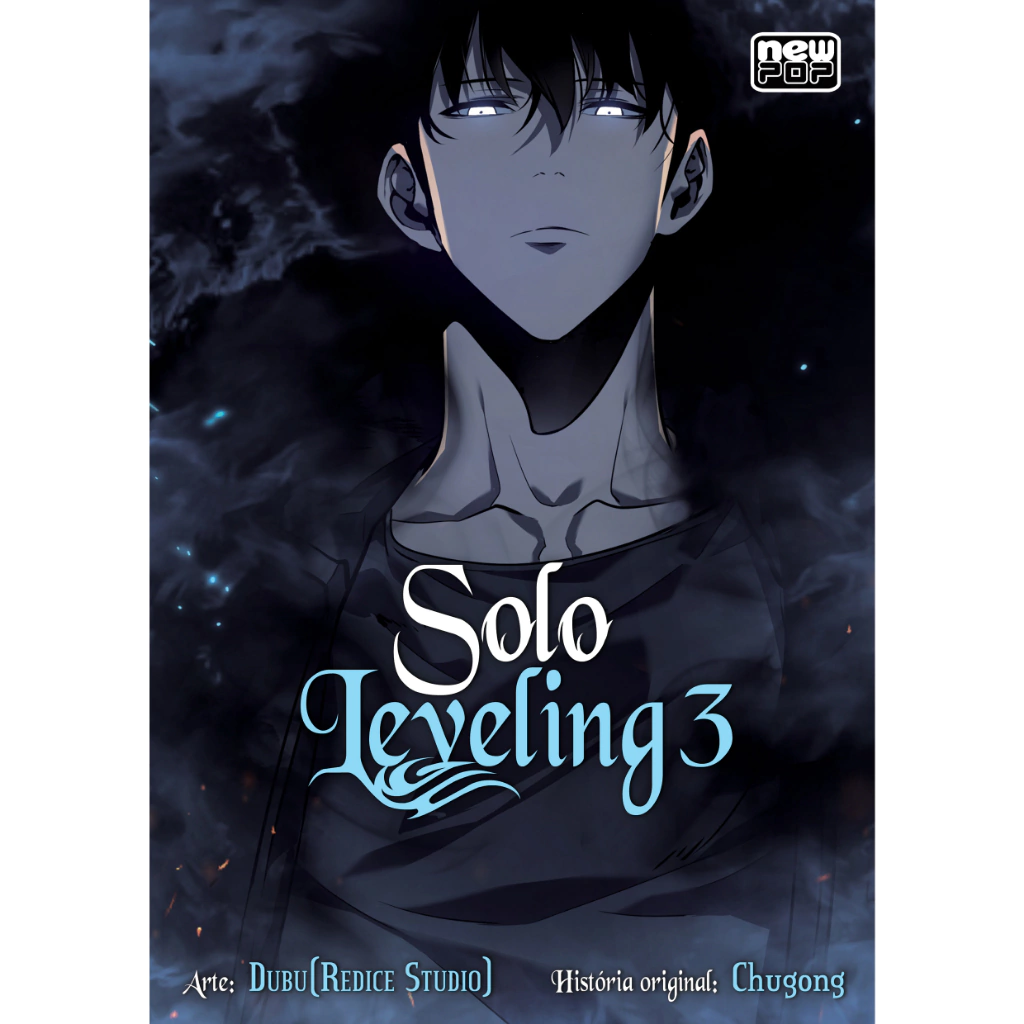 new
POP
Solo
Leveling 3
Arte: Dubu(Redice Studio)
História original: Chugong